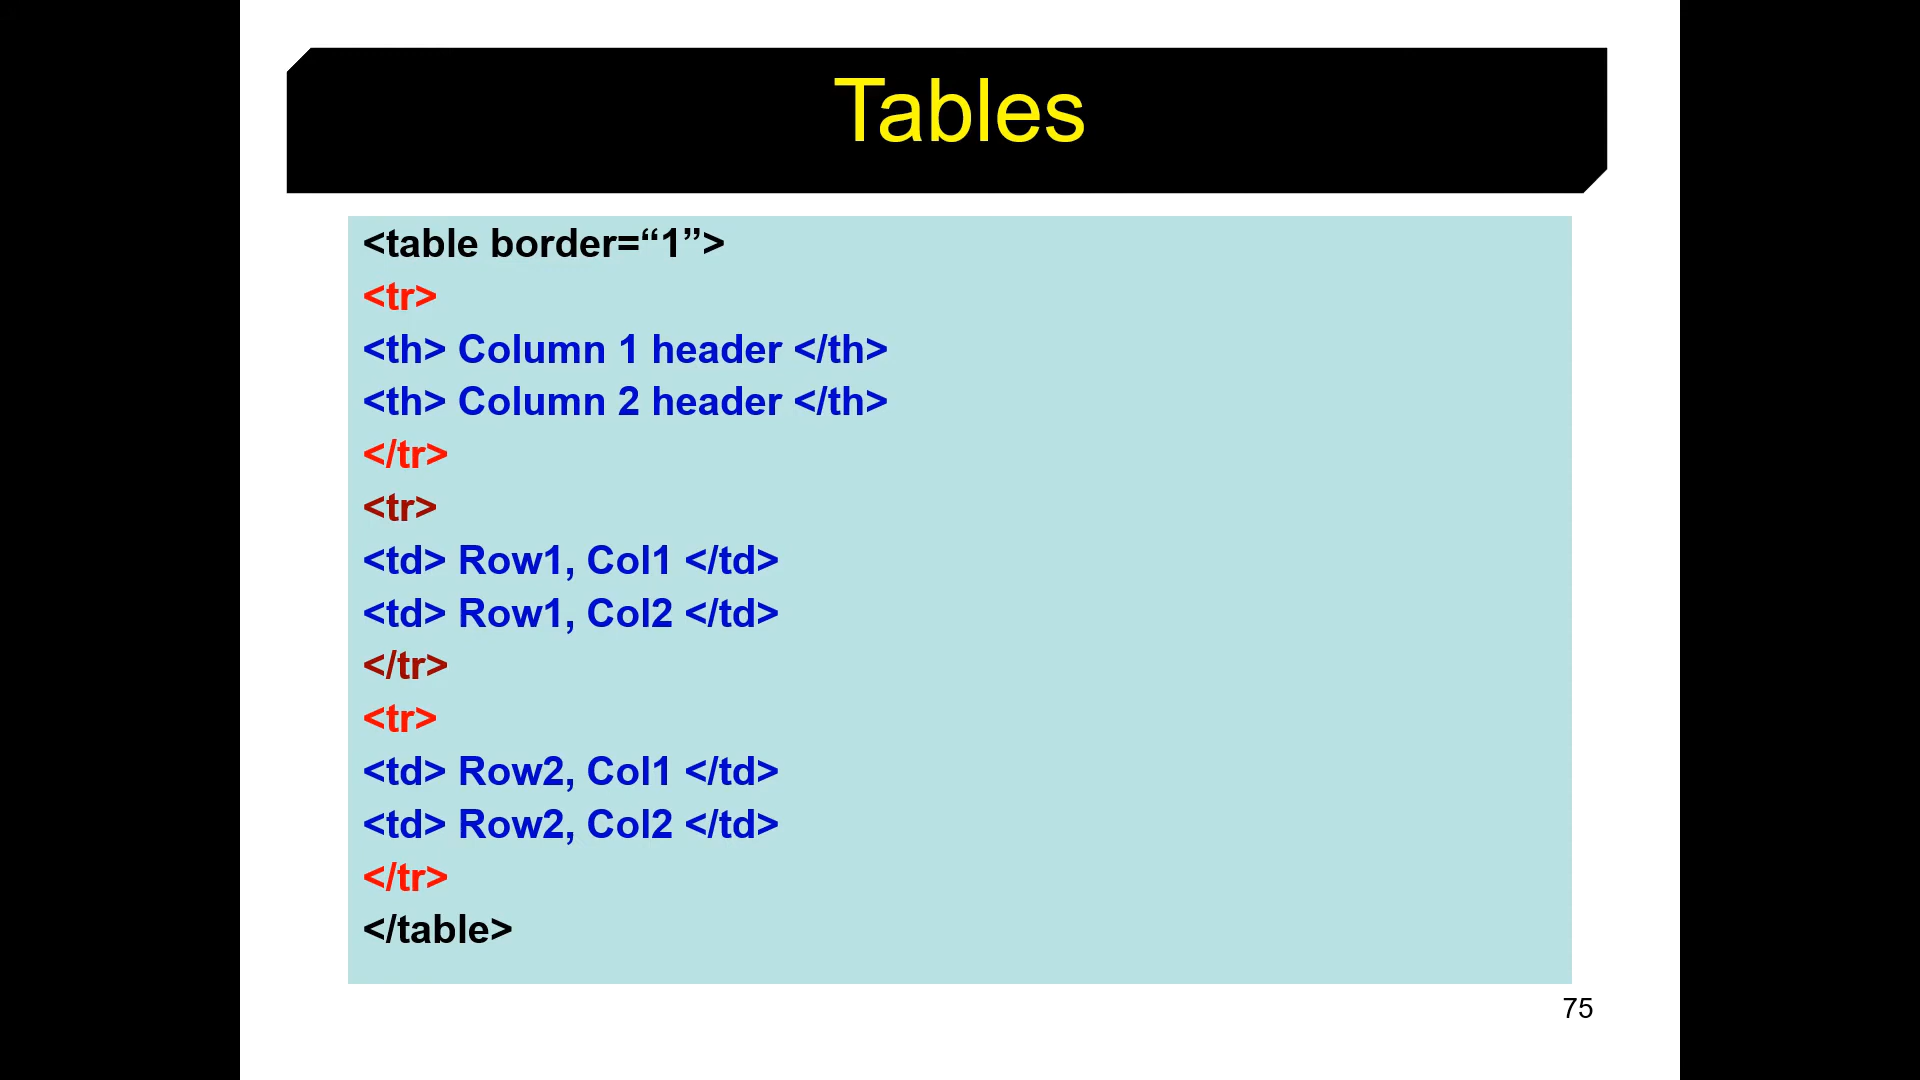 Tables
<table border=“1”>
<tr>
<th> Column 1 header </th>
<th> Column 2 header </th>
</tr>
<tr>
<td> Row1, Col1 </td>
<td> Row1, Col2 </td>
</tr>
<tr>
<td> Row2, Col1 </td>
<td> Row2, Col2 </td>
</tr>
</table>
75